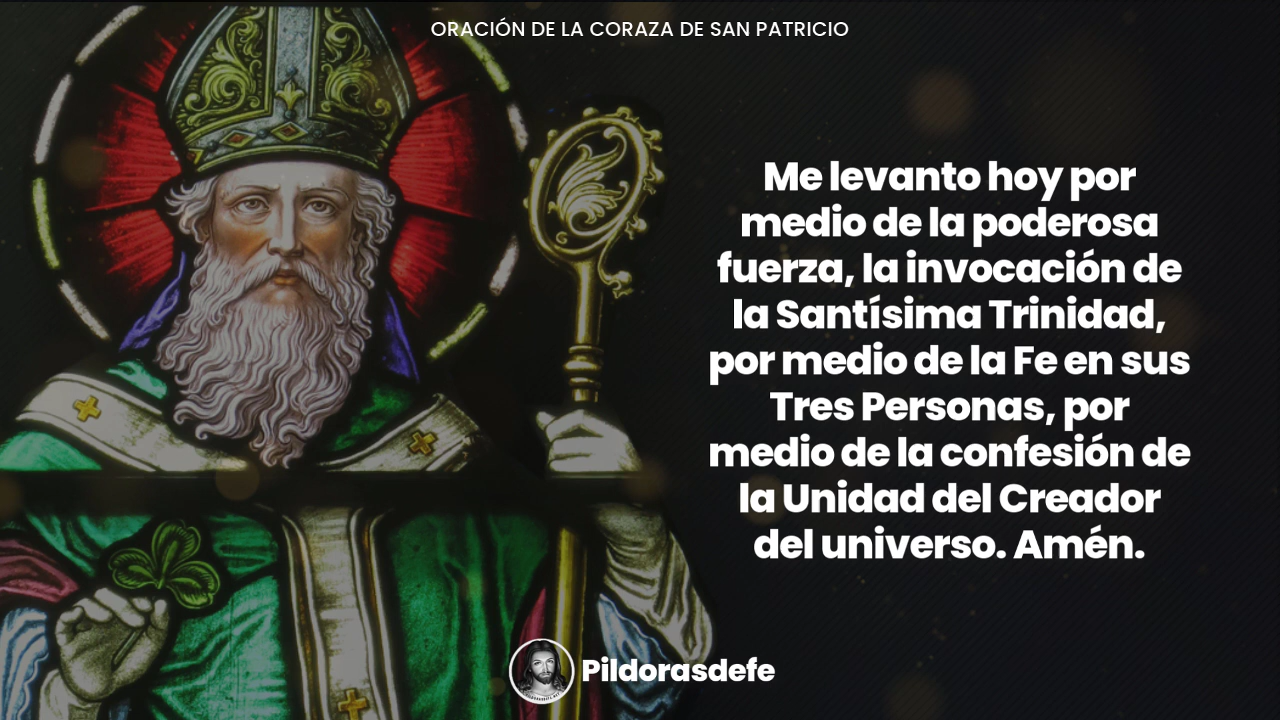 ORACIÓN DE LA CORAZA DE SAN PATRICIO
Me levanto hoy por
medio de la poderosa
fuerza, la invocación de
la Santísima Trinidad,
por medio de la Fe en sus
Tres Personas, por
medio de la confesión de
la Unidad del Creador
del universo. Amén.
Pildorasdefe